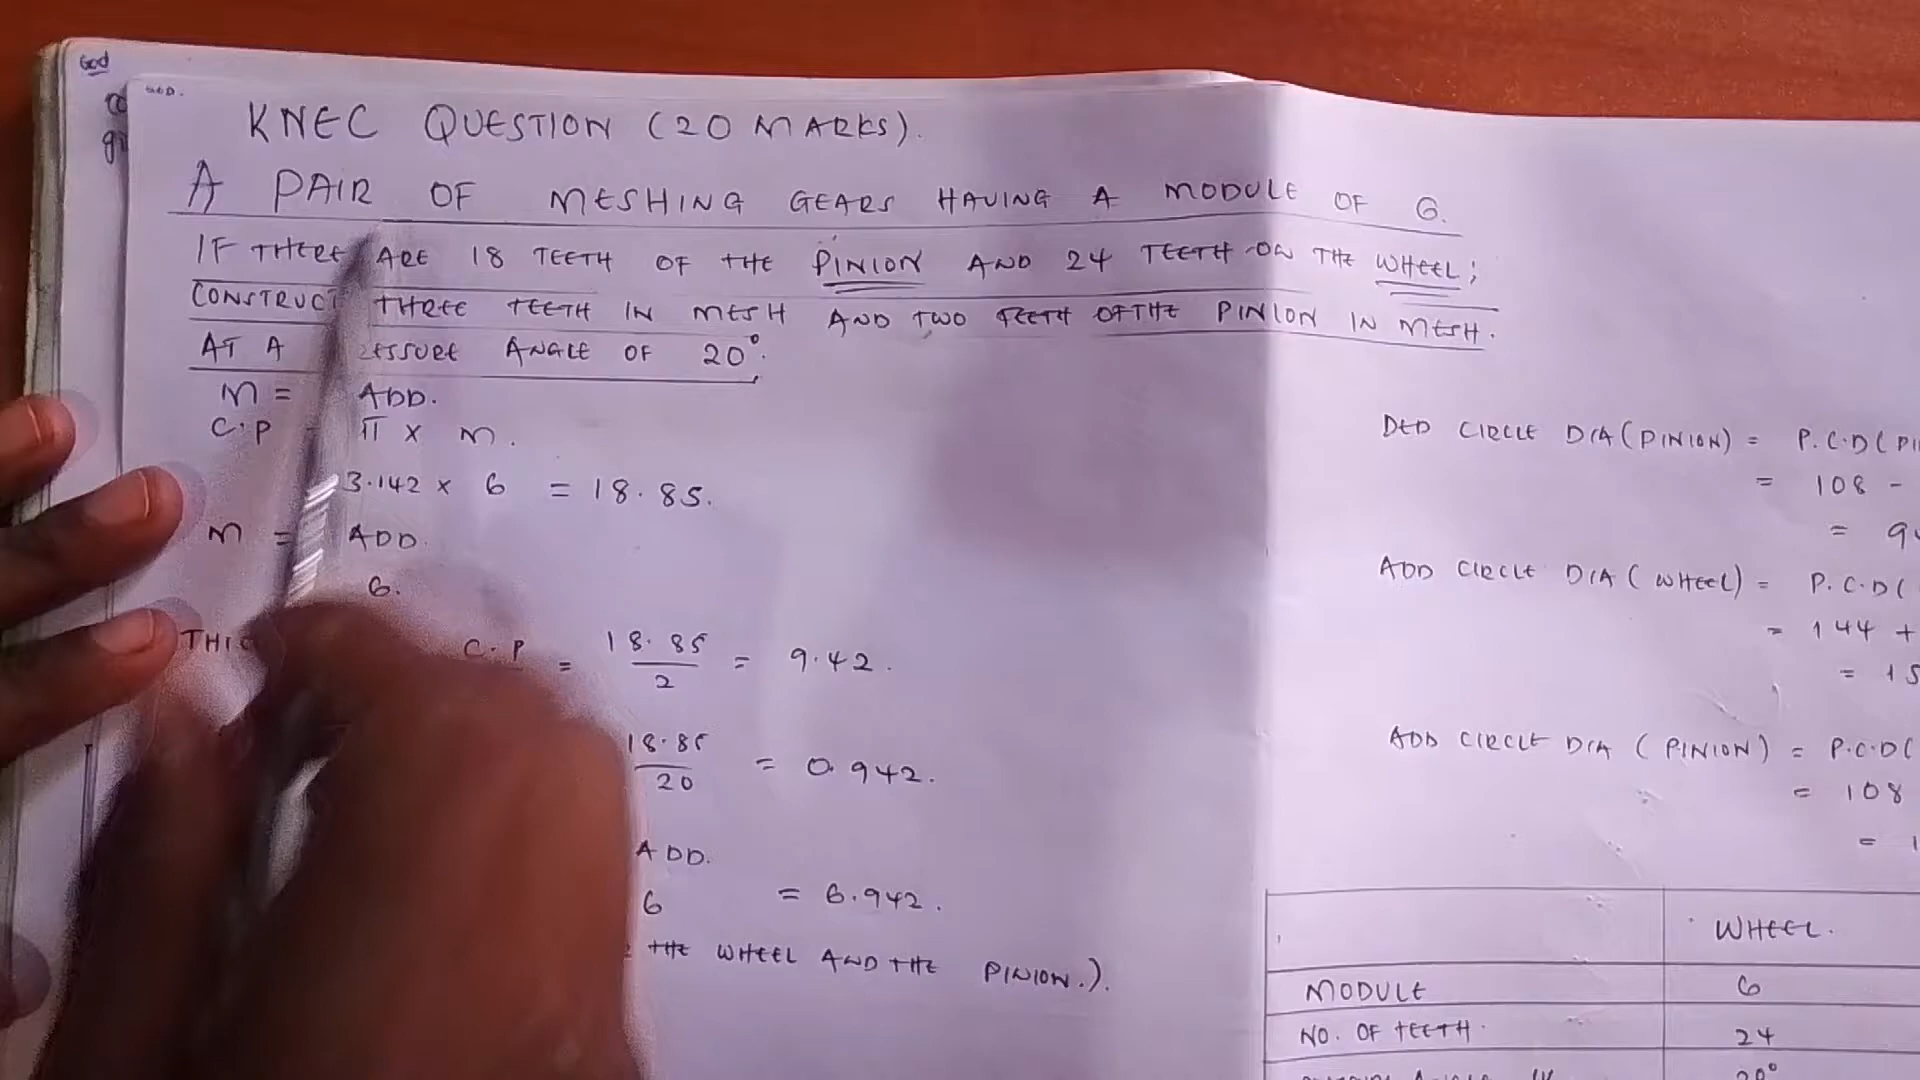 God
GOD.
KNEC QUESTION (20 MARKS).
A PAIR OF MESHING GEARS HAVING A MODULE OF 6.
IF THERE ARE 18 TEETH OF THE PINION AND 24 TEETH ON THE WHEEL;
CONSTRUCT THREE TEETH IN MESH AND TWO TEETH OF THE PINION IN MESH.
AT A ESSURE ANGLE OF 20°.
M = ADD.
C.P π × M.
3.142 × 6 = 18.85.
M = ADD.
6.
THIC C.P = 18.85 / 2 = 9.42.
18.85 / 20 = 0.942.
ADD.
6 = 6.942.
THE WHEEL AND THE PINION.).
DED CIRCLE DIA (PINION) = P.C.D (PI
= 108 -
= 9
ADD CIRCLE DIA (WHEEL) = P.C.D (
= 144 +
= 15
ADD CIRCLE DIA (PINION) = P.C.D (
= 108
= 1
WHEEL.
MODULE 6
NO. OF TEETH. 24
20°